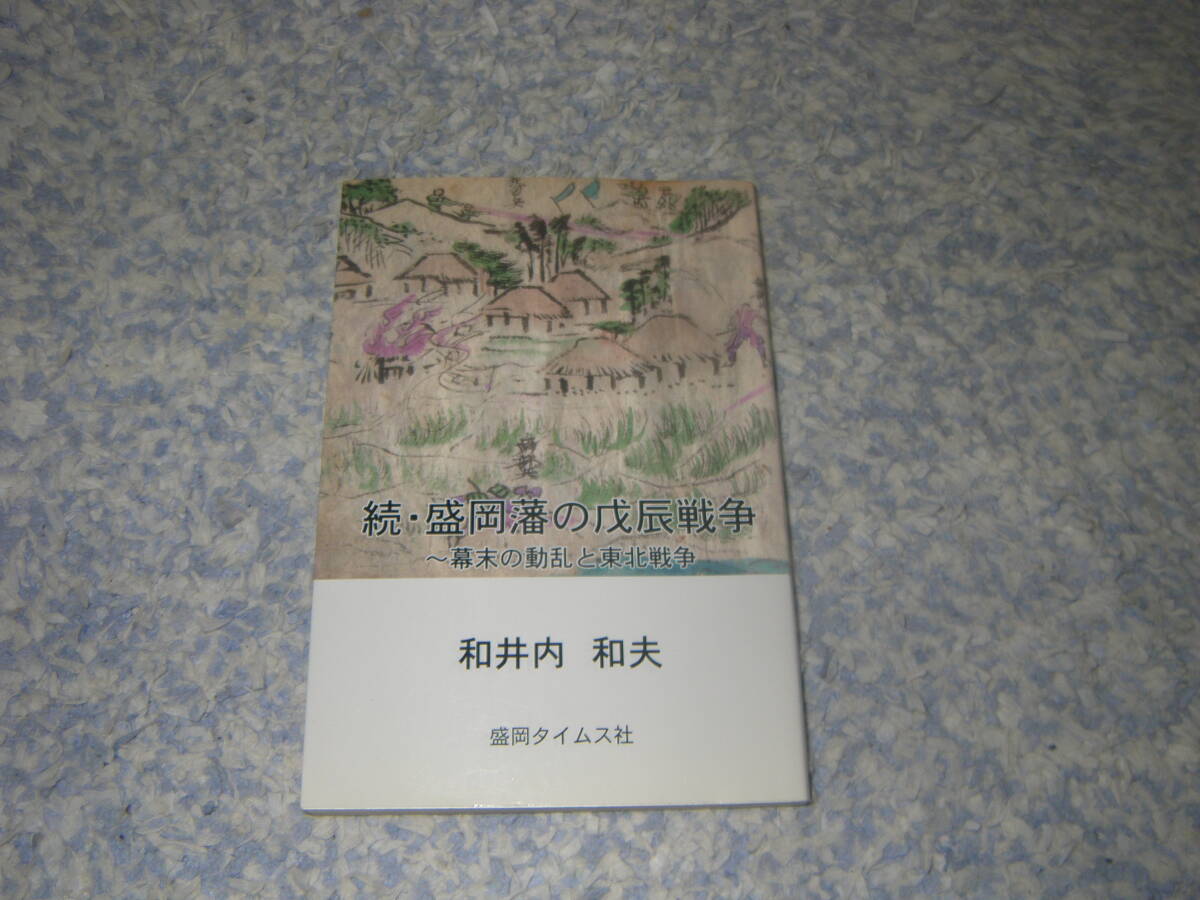 続・盛岡藩の戊辰戦争
～幕末の動乱と東北戦争
和井内 和夫
盛岡タイムス社